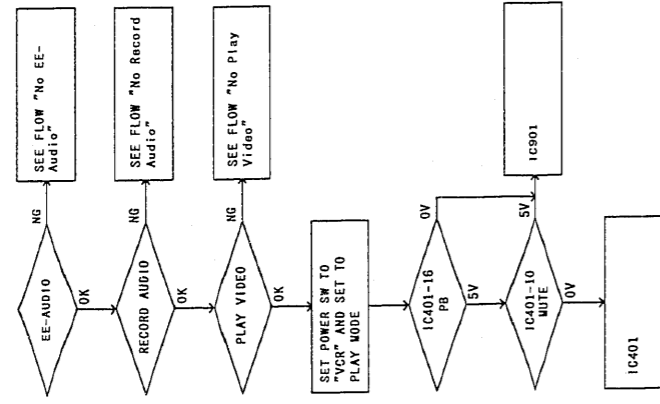 EE-AUDIO
NG
SEE FLOW "No EE-
Audio"
OK
RECORD AUDIO
NG
SEE FLOW "No Record
Audio"
OK
PLAY VIDEO
NG
SEE FLOW "No Play
Video"
OK
SET POWER SW TO
"VCR" AND SET TO
PLAY MODE
IC401-16
PB
0V
5V
IC401-10
MUTE
5V
IC901
0V
IC401